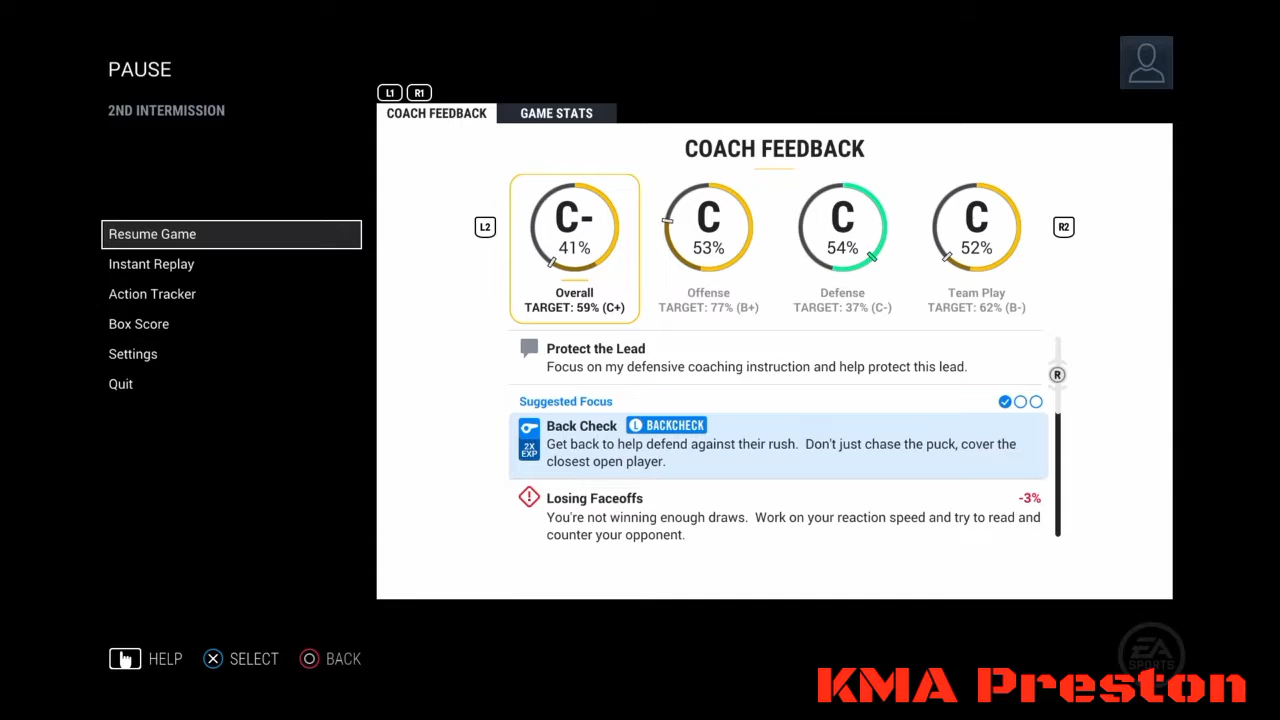 PAUSE
2ND INTERMISSION
L1 R1
COACH FEEDBACK GAME STATS
COACH FEEDBACK
Resume Game
Instant Replay
Action Tracker
Box Score
Settings
Quit
L2
C- C C C
41% 53% 54% 52%
R2
Overall Offense Defense Team Play
TARGET: 59% (C+) TARGET: 77% (B+) TARGET: 37% (C-) TARGET: 62% (B-)
Protect the Lead
Focus on my defensive coaching instruction and help protect this lead.
R
Suggested Focus
Back Check L BACKCHECK
2X
EXP
Get back to help defend against their rush. Don't just chase the puck, cover the
closest open player.
Losing Faceoffs -3%
You're not winning enough draws. Work on your reaction speed and try to read and
counter your opponent.
HELP SELECT BACK
EA
SPORTS
KMA Preston